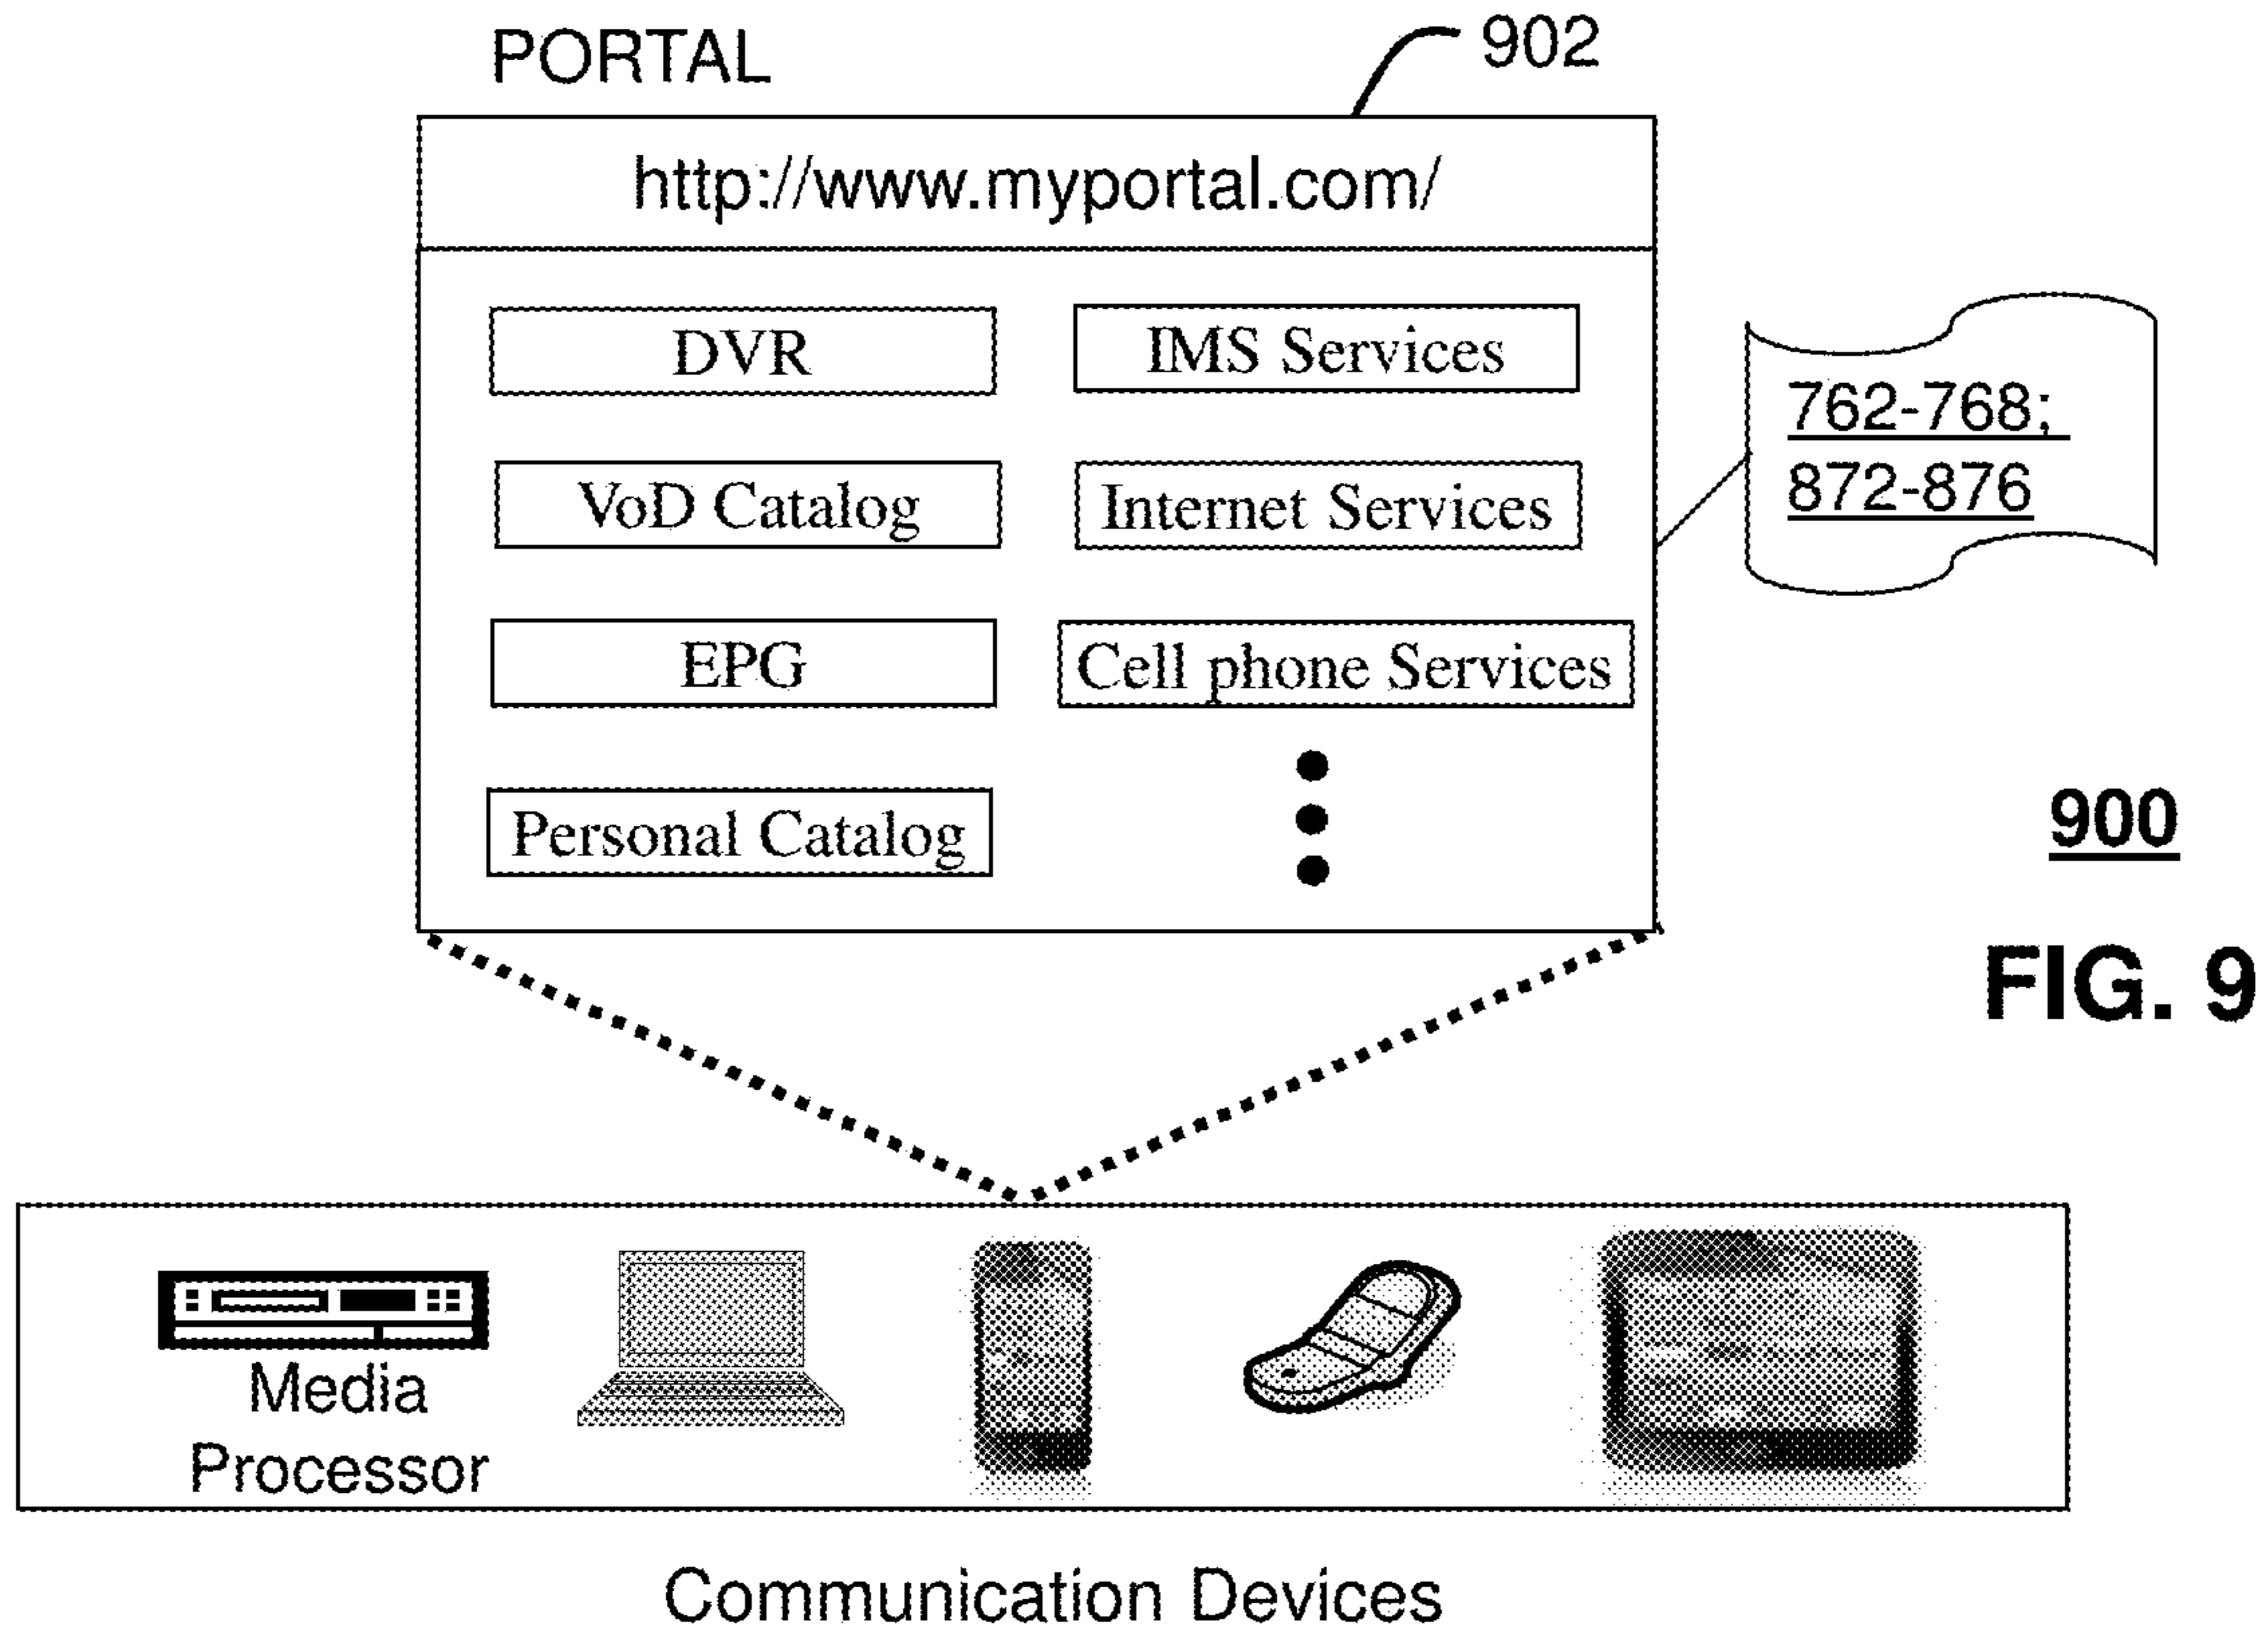 PORTAL
902
http://www.myportal.com/
DVR
IMS Services
VoD Catalog
Internet Services
EPG
Cell phone Services
Personal Catalog
762-768;
872-876
900
FIG. 9
Media
Processor
Communication Devices